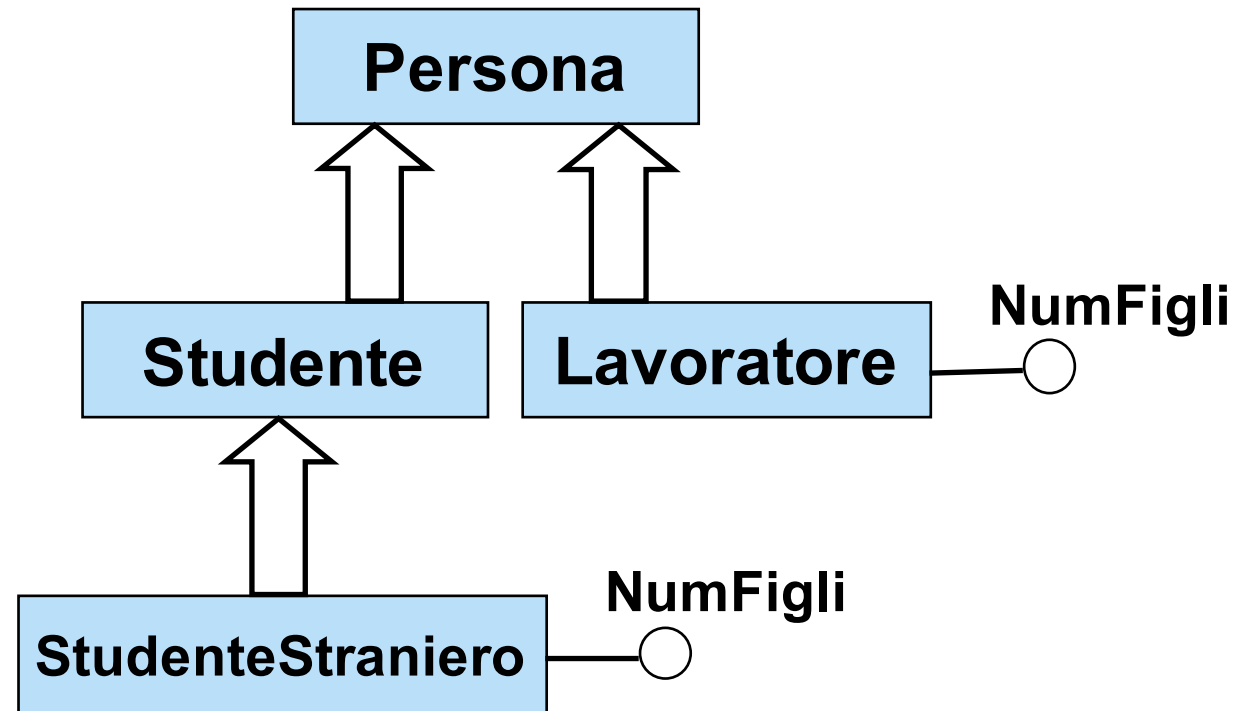 Persona
Studente
Lavoratore
NumFigli
StudenteStraniero
NumFigli